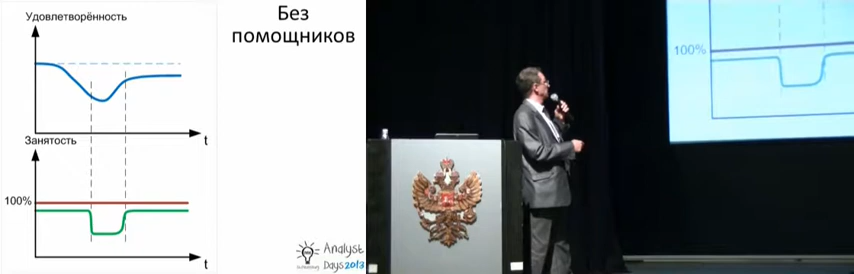 Удовлетворённость
Без
помощников
t
Занятость
100%
t
Analyst
Days 2013
100%